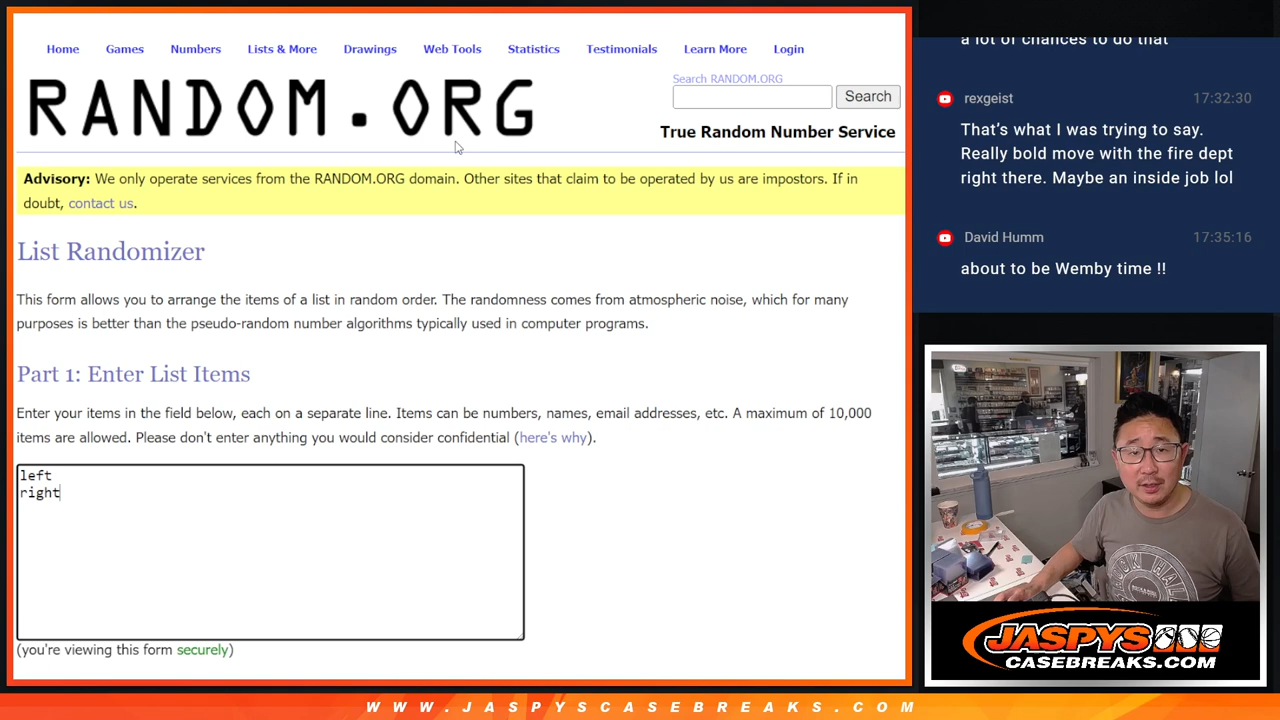 Home Games Numbers Lists & More Drawings Web Tools Statistics Testimonials Learn More Login
RANDOM.ORG
Search RANDOM.ORG
Search
True Random Number Service
Advisory: We only operate services from the RANDOM.ORG domain. Other sites that claim to be operated by us are impostors. If in
doubt, contact us.
List Randomizer
This form allows you to arrange the items of a list in random order. The randomness comes from atmospheric noise, which for many
purposes is better than the pseudo-random number algorithms typically used in computer programs.
Part 1: Enter List Items
Enter your items in the field below, each on a separate line. Items can be numbers, names, email addresses, etc. A maximum of 10,000
items are allowed. Please don't enter anything you would consider confidential (here's why).
left
right
(you're viewing this form securely)
a lot of chances to do that
rexgeist 17:32:30
That's what I was trying to say.
Really bold move with the fire dept
right there. Maybe an inside job lol
David Humm 17:35:16
about to be Wemby time !!
JASPYS
CASEBREAKS.COM
WWW.JASPYSCASEBREAKS.COM